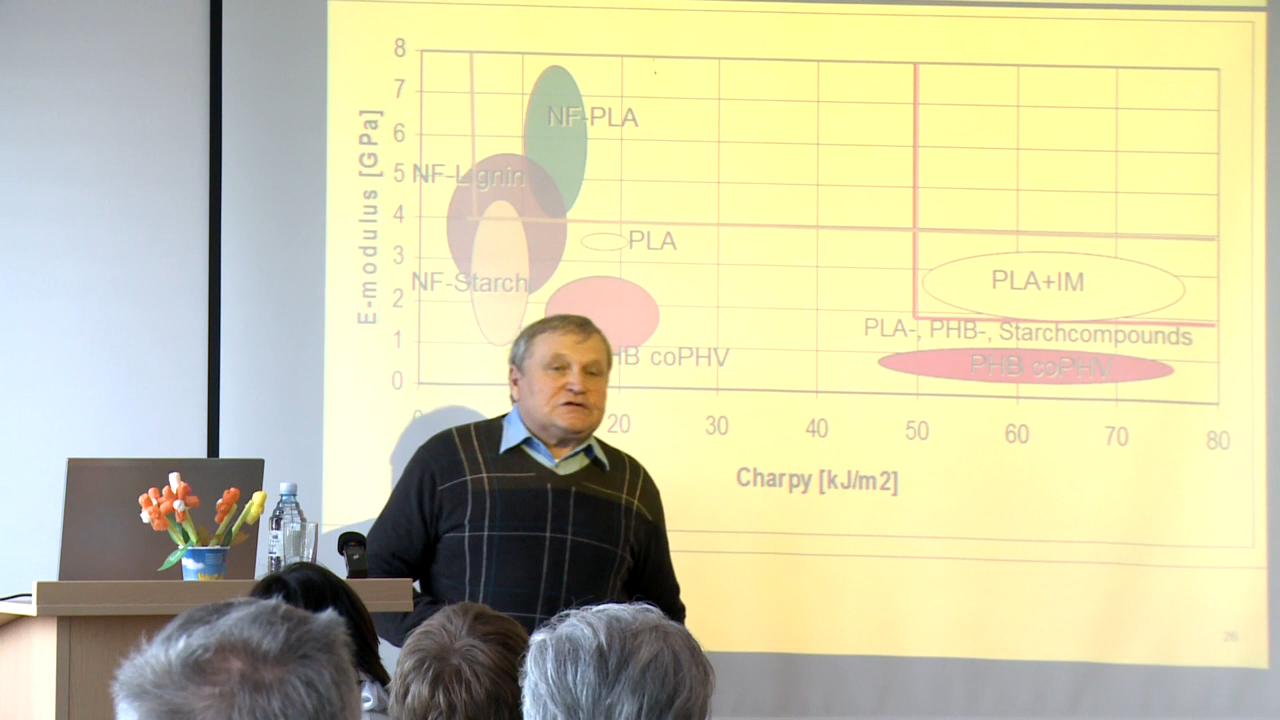 8
7
NF-PLA
6
E-modulus [GPa]
5 NF-Lignin
4
PLA
3
NF-Starch
PLA+IM
2
PLA-, PHB-, Starchcompounds
1
HB coPHV
PHB coPHV
0
20 30 40 50 60 70 80
Charpy [kJ/m2]
26